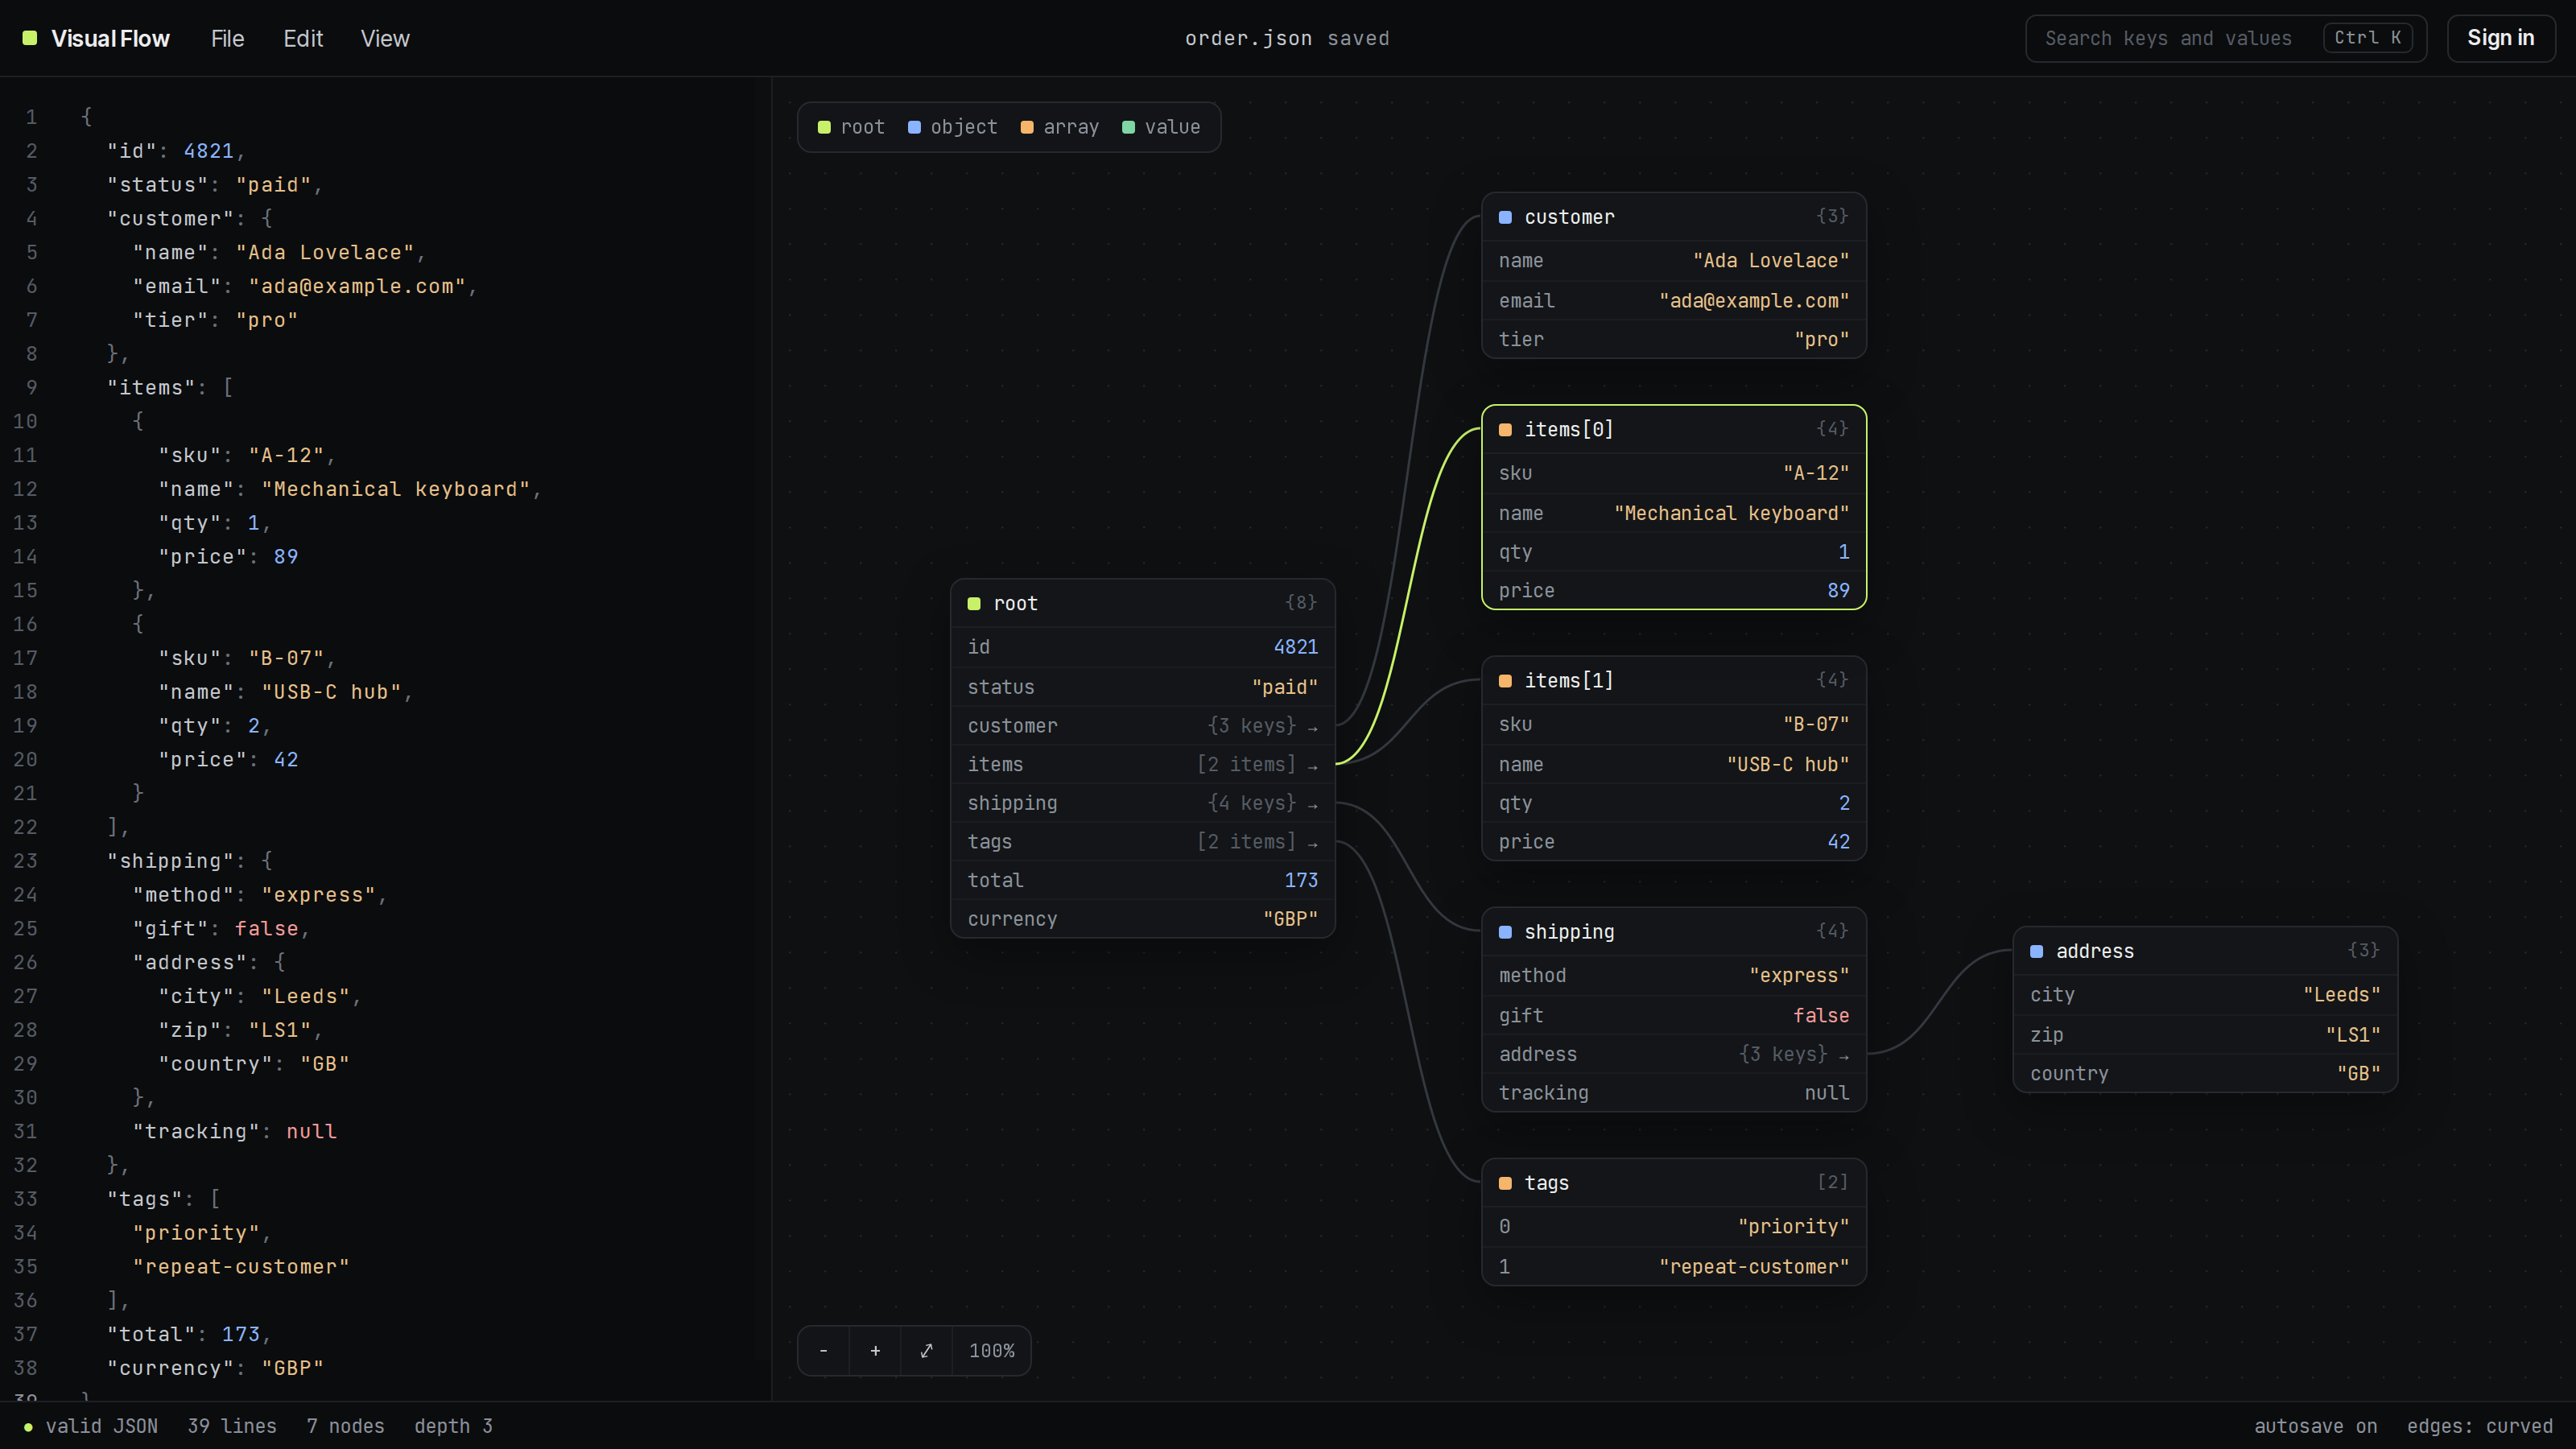 Visual Flow File Edit View order.json saved Search keys and values Ctrl K Sign in
1 {
2 "id": 4821,
3 "status": "paid",
4 "customer": {
5 "name": "Ada Lovelace",
6 "email": "ada@example.com",
7 "tier": "pro"
8 },
9 "items": [
10 {
11 "sku": "A-12",
12 "name": "Mechanical keyboard",
13 "qty": 1,
14 "price": 89
15 },
16 {
17 "sku": "B-07",
18 "name": "USB-C hub",
19 "qty": 2,
20 "price": 42
21 }
22 ],
23 "shipping": {
24 "method": "express",
25 "gift": false,
26 "address": {
27 "city": "Leeds",
28 "zip": "LS1",
29 "country": "GB"
30 },
31 "tracking": null
32 },
33 "tags": [
34 "priority",
35 "repeat-customer"
36 ],
37 "total": 173,
38 "currency": "GBP"
39 }
root object array value
root {8}
id 4821
status "paid"
customer {3 keys} →
items [2 items] →
shipping {4 keys} →
tags [2 items] →
total 173
currency "GBP"
customer {3}
name "Ada Lovelace"
email "ada@example.com"
tier "pro"
items[0] {4}
sku "A-12"
name "Mechanical keyboard"
qty 1
price 89
items[1] {4}
sku "B-07"
name "USB-C hub"
qty 2
price 42
shipping {4}
method "express"
gift false
address {3 keys} →
tracking null
tags [2]
0 "priority"
1 "repeat-customer"
address {3}
city "Leeds"
zip "LS1"
country "GB"
- + ⤢ 100%
valid JSON 39 lines 7 nodes depth 3 autosave on edges: curved